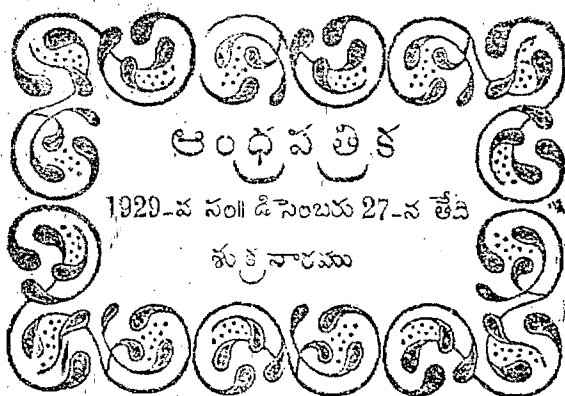 ఆంధ్రపత్రిక
1929-వ సం॥ డిసెంబరు 27-న తేది
శుక్రవారము